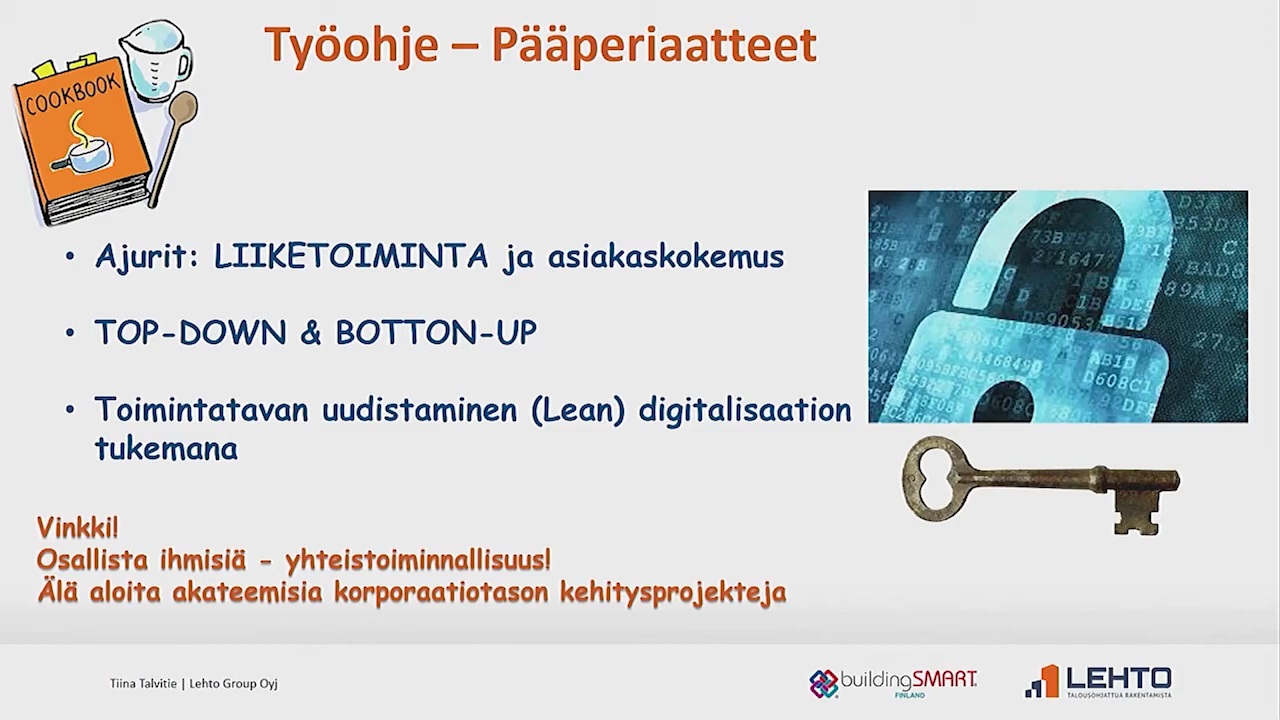 Työohje – Pääperiaatteet
COOKBOOK
• Ajurit: LIIKETOIMINTA ja asiakaskokemus
• TOP-DOWN & BOTTON-UP
• Toimintatavan uudistaminen (Lean) digitalisaation
tukemana
Vinkki!
Osallista ihmisiä - yhteistoiminnallisuus!
Älä aloita akateemisia korporaatiotason kehitysprojekteja
Tiina Talvitie | Lehto Group Oyj
buildingSMART
FINLAND
LEHTO
TALOUSOHJATTUA RAKENTAMISTA